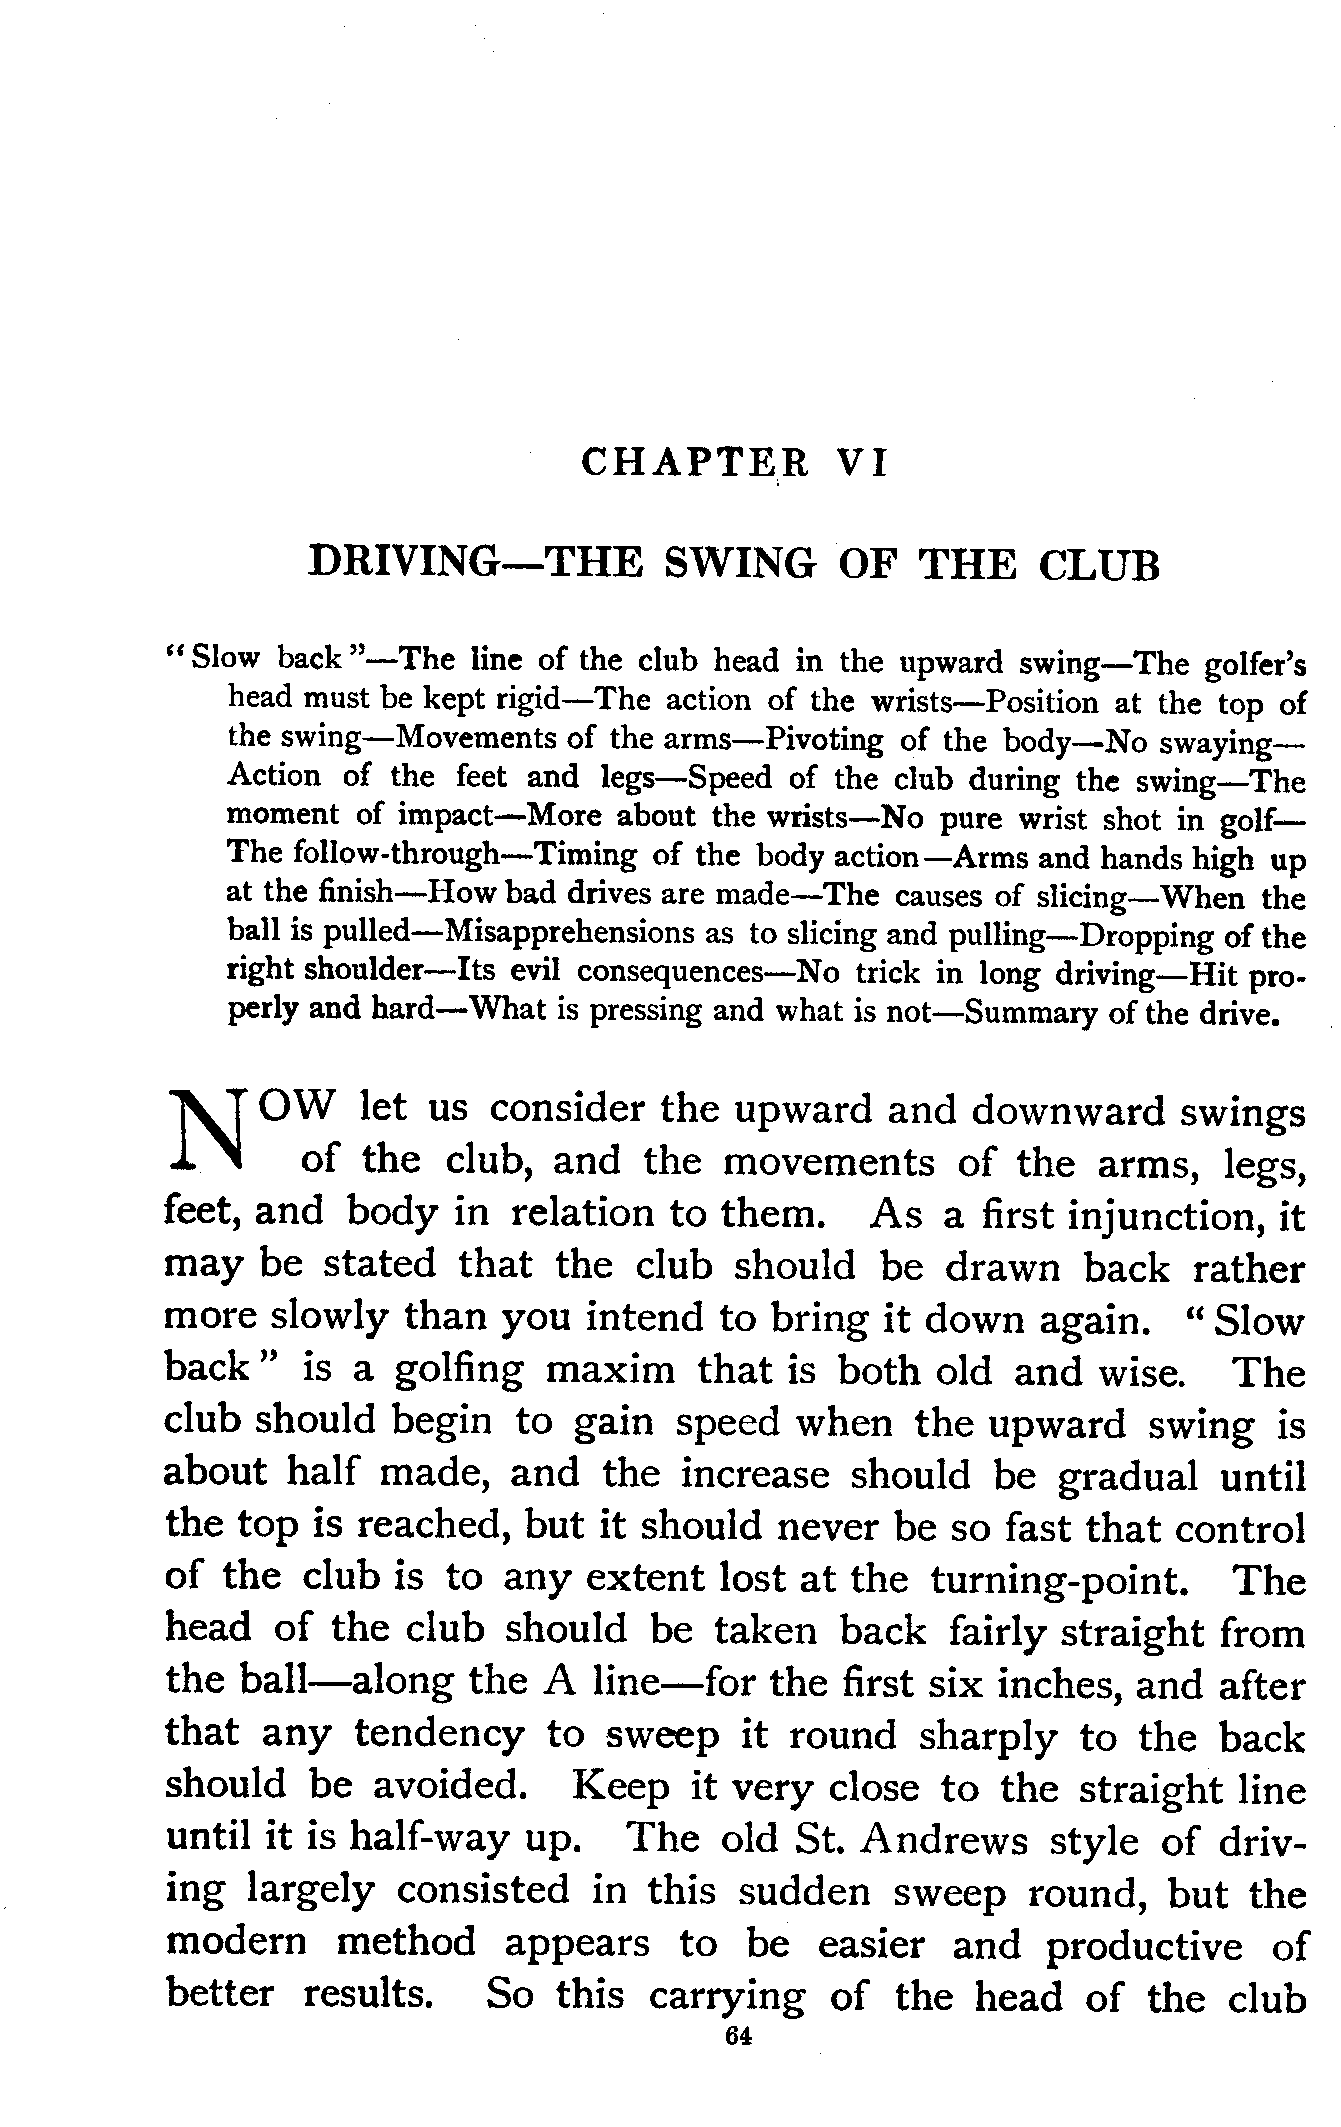 CHAPTER VI
DRIVING—THE SWING OF THE CLUB
“Slow back”—The line of the club head in the upward swing—The golfer’s
head must be kept rigid—The action of the wrists—Position at the top of
the swing—Movements of the arms—Pivoting of the body—No swaying—
Action of the feet and legs—Speed of the club during the swing—The
moment of impact—More about the wrists—No pure wrist shot in golf—
The follow-through—Timing of the body action—Arms and hands high up
at the finish—How bad drives are made—The causes of slicing—When the
ball is pulled—Misapprehensions as to slicing and pulling—Dropping of the
right shoulder—Its evil consequences—No trick in long driving—Hit pro-
perly and hard—What is pressing and what is not—Summary of the drive.
NOW let us consider the upward and downward swings
of the club, and the movements of the arms, legs,
feet, and body in relation to them. As a first injunction, it
may be stated that the club should be drawn back rather
more slowly than you intend to bring it down again. “Slow
back” is a golfing maxim that is both old and wise. The
club should begin to gain speed when the upward swing is
about half made, and the increase should be gradual until
the top is reached, but it should never be so fast that control
of the club is to any extent lost at the turning-point. The
head of the club should be taken back fairly straight from
the ball—along the A line—for the first six inches, and after
that any tendency to sweep it round sharply to the back
should be avoided. Keep it very close to the straight line
until it is half-way up. The old St. Andrews style of driv-
ing largely consisted in this sudden sweep round, but the
modern method appears to be easier and productive of
better results. So this carrying of the head of the club
64